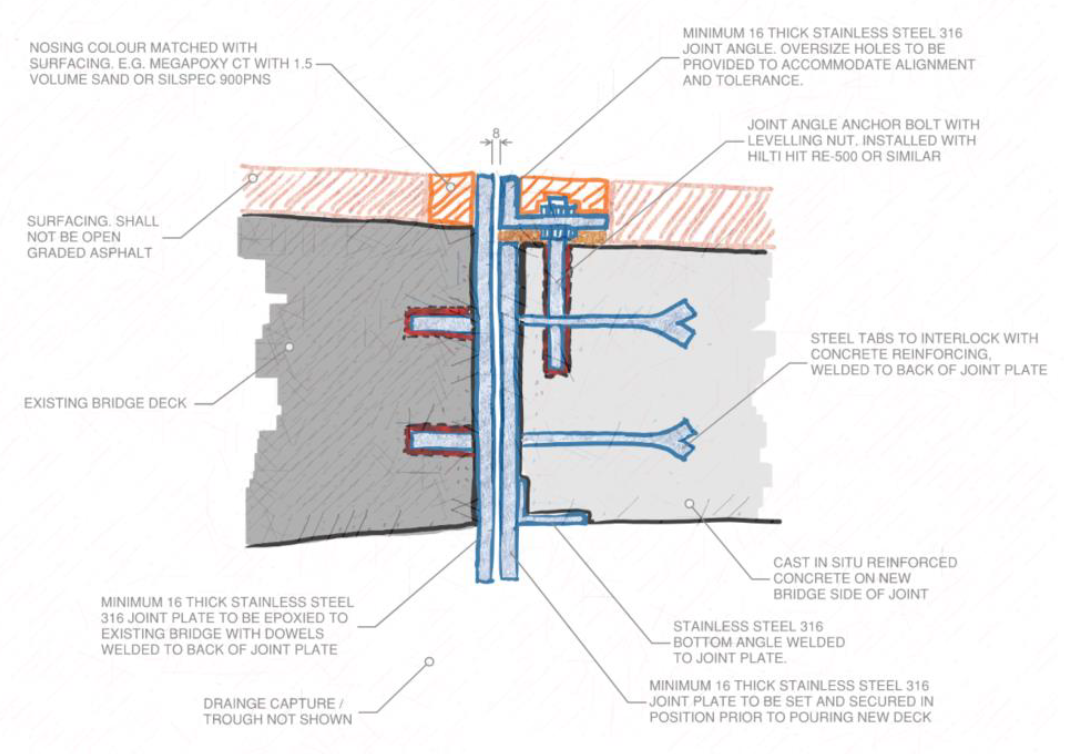 NOSING COLOUR MATCHED WITH
SURFACING. E.G. MEGAPOXY CT WITH 1.5
VOLUME SAND OR SILSPEC 900PNS
MINIMUM 16 THICK STAINLESS STEEL 316
JOINT ANGLE. OVERSIZE HOLES TO BE
PROVIDED TO ACCOMMODATE ALIGNMENT
AND TOLERANCE.
JOINT ANGLE ANCHOR BOLT WITH
LEVELLING NUT, INSTALLED WITH
HILTI HIT RE-500 OR SIMILAR
8
SURFACING. SHALL
NOT BE OPEN
GRADED ASPHALT
STEEL TABS TO INTERLOCK WITH
CONCRETE REINFORCING,
WELDED TO BACK OF JOINT PLATE
EXISTING BRIDGE DECK
CAST IN SITU REINFORCED
CONCRETE ON NEW
BRIDGE SIDE OF JOINT
MINIMUM 16 THICK STAINLESS STEEL
316 JOINT PLATE TO BE EPOXIED TO
EXISTING BRIDGE WITH DOWELS
WELDED TO BACK OF JOINT PLATE
STAINLESS STEEL 316
BOTTOM ANGLE WELDED
TO JOINT PLATE.
MINIMUM 16 THICK STAINLESS STEEL 316
JOINT PLATE TO BE SET AND SECURED IN
POSITION PRIOR TO POURING NEW DECK
DRAINGE CAPTURE /
TROUGH NOT SHOWN